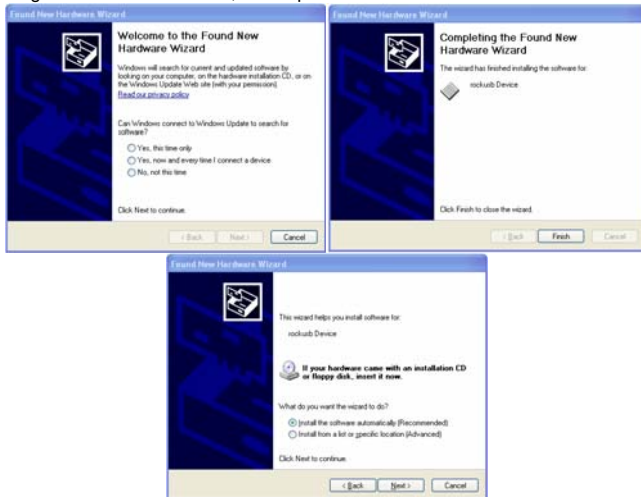 Found New Hardware Wizard
Welcome to the Found New
Hardware Wizard
Windows will search for current and updated software by
looking on your computer, on the hardware installation CD, or on
the Windows Update Web site (with your permission).
Read our privacy policy
Can Windows connect to Windows Update to search for
software?
Yes, this time only
Yes, now and every time I connect a device
No, not this time
Click Next to continue.
< Back
Next >
Cancel
Found New Hardware Wizard
Completing the Found New
Hardware Wizard
The wizard has finished installing the software for:
rockusb Device
Click Finish to close the wizard.
< Back
Finish
Cancel
Found New Hardware Wizard
This wizard helps you install software for:
rockusb Device
If your hardware came with an installation CD
or floppy disk, insert it now.
What do you want the wizard to do?
Install the software automatically (Recommended)
Install from a list or specific location (Advanced)
Click Next to continue.
< Back
Next >
Cancel